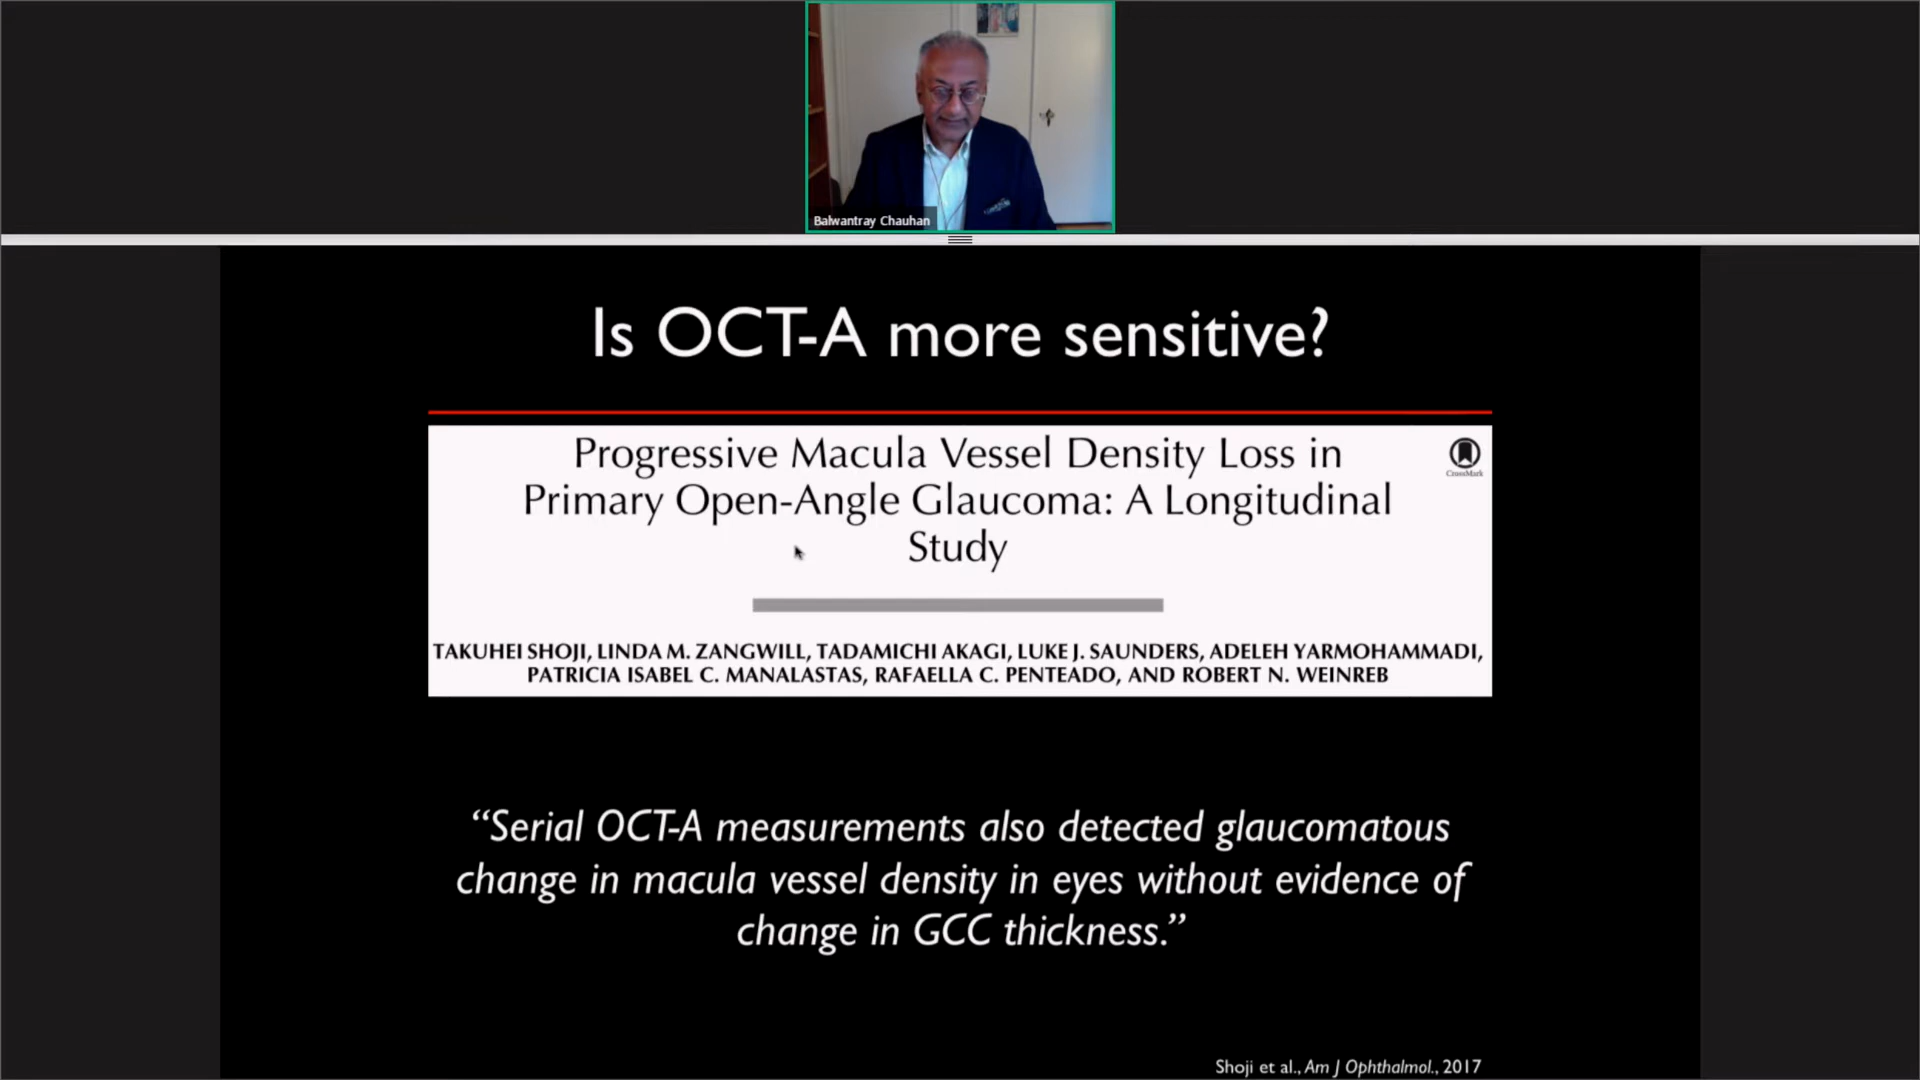 Balwantray Chauhan
Is OCT-A more sensitive?
Progressive Macula Vessel Density Loss in
Primary Open-Angle Glaucoma: A Longitudinal
Study
CrossMark
TAKUHEI SHOJI, LINDA M. ZANGWILL, TADAMICHI AKAGI, LUKE J. SAUNDERS, ADELEH YARMOHAMMADI,
PATRICIA ISABEL C. MANALASTAS, RAFAELLA C. PENTEADO, AND ROBERT N. WEINREB
“Serial OCT-A measurements also detected glaucomatous
change in macula vessel density in eyes without evidence of
change in GCC thickness.”
Shoji et al., Am J Ophthalmol., 2017